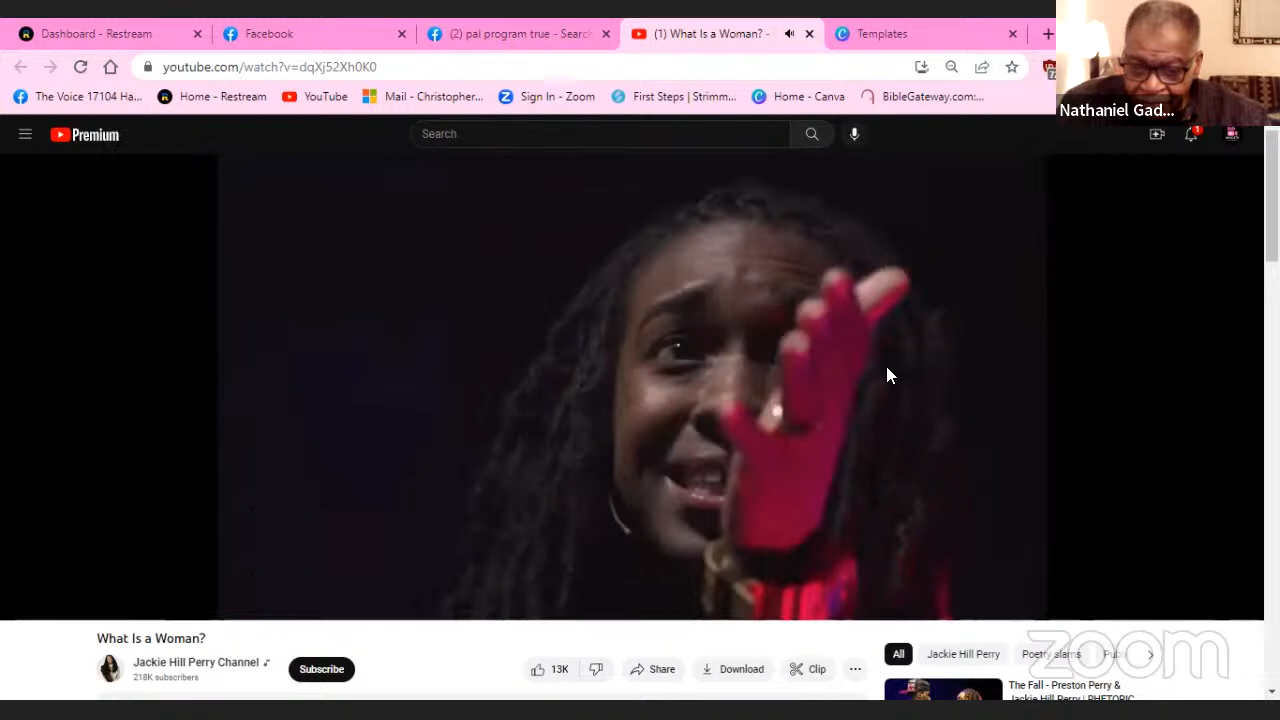 Dashboard - Restream
Facebook
(2) pal program true - Search
(1) What Is a Woman? -
Templates
youtube.com/watch?v=dqXj52Xh0K0
The Voice 17104 Ha...
Home - Restream
YouTube
Mail - Christopher...
Sign In - Zoom
First Steps | Strimm...
Home - Canva
BibleGateway.com:...
Nathaniel Gad...
Premium
Search
1
What Is a Woman?
Jackie Hill Perry Channel
218K subscribers
Subscribe
13K
Share
Download
Clip
All
Jackie Hill Perry
Poetry slams
zoom
The Fall - Preston Perry &
Jackie Hill Perry | RHETORIC